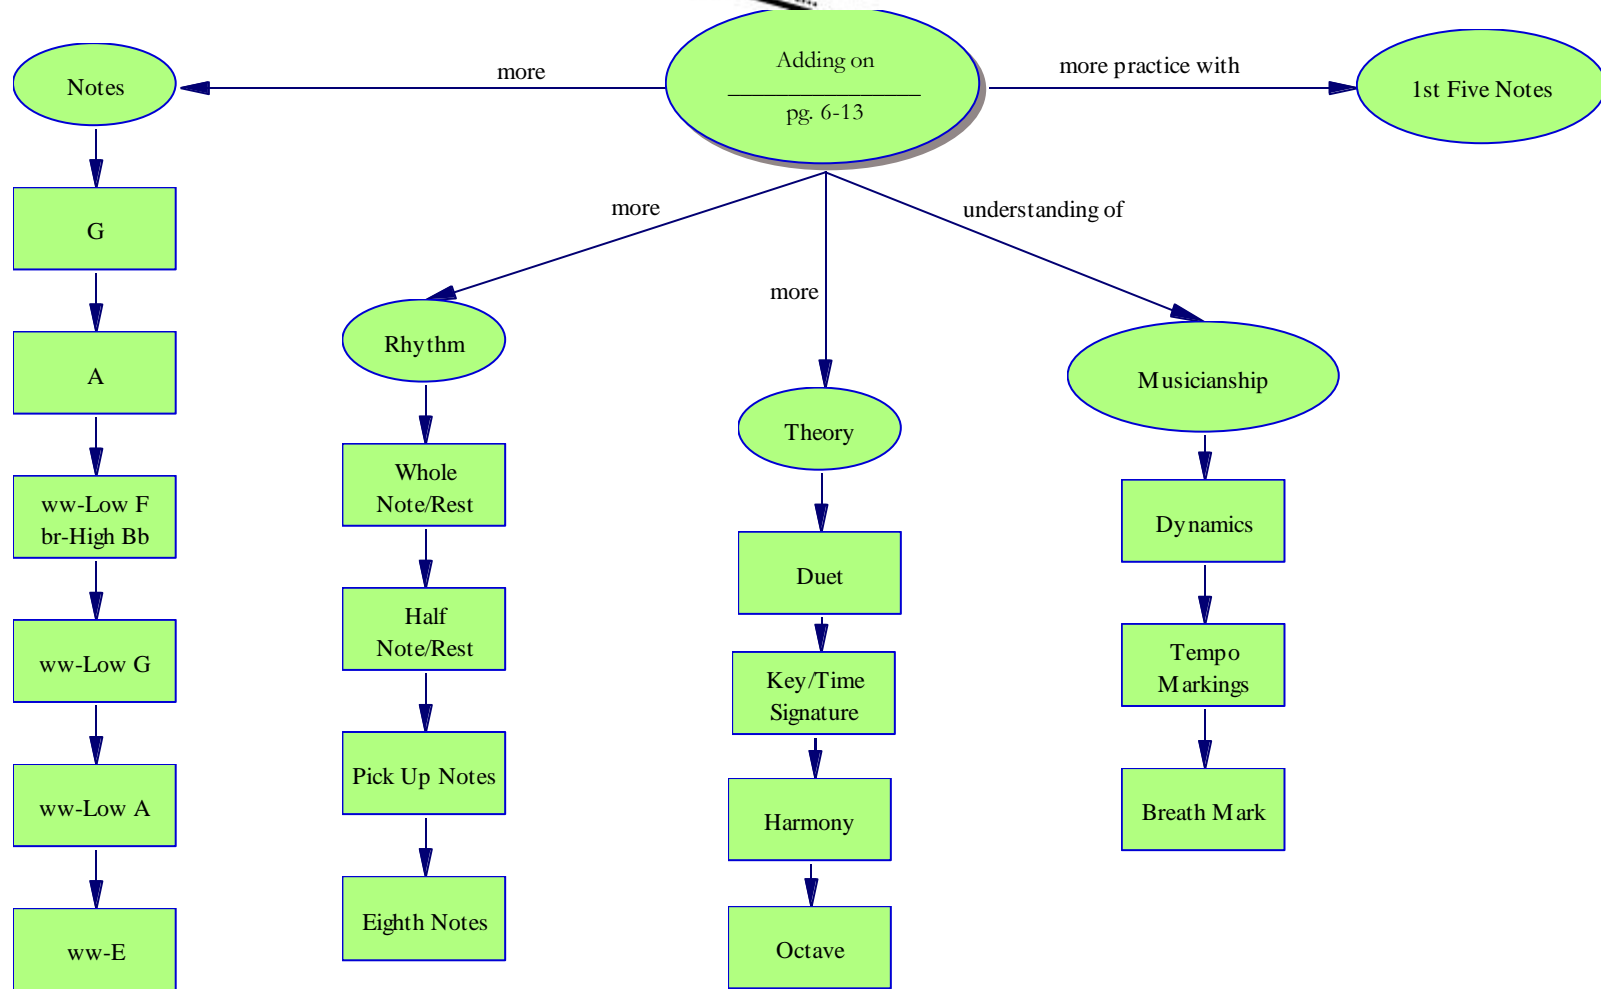 Adding on
________________
pg. 6-13
more
more practice with
Notes
1st Five Notes
more
more
understanding of
G
A
ww-Low F
br-High Bb
ww-Low G
ww-Low A
ww-E
Rhythm
Whole
Note/Rest
Half
Note/Rest
Pick Up Notes
Eighth Notes
Theory
Duet
Key/Time
Signature
Harmony
Octave
Musicianship
Dynamics
Tempo
Markings
Breath Mark